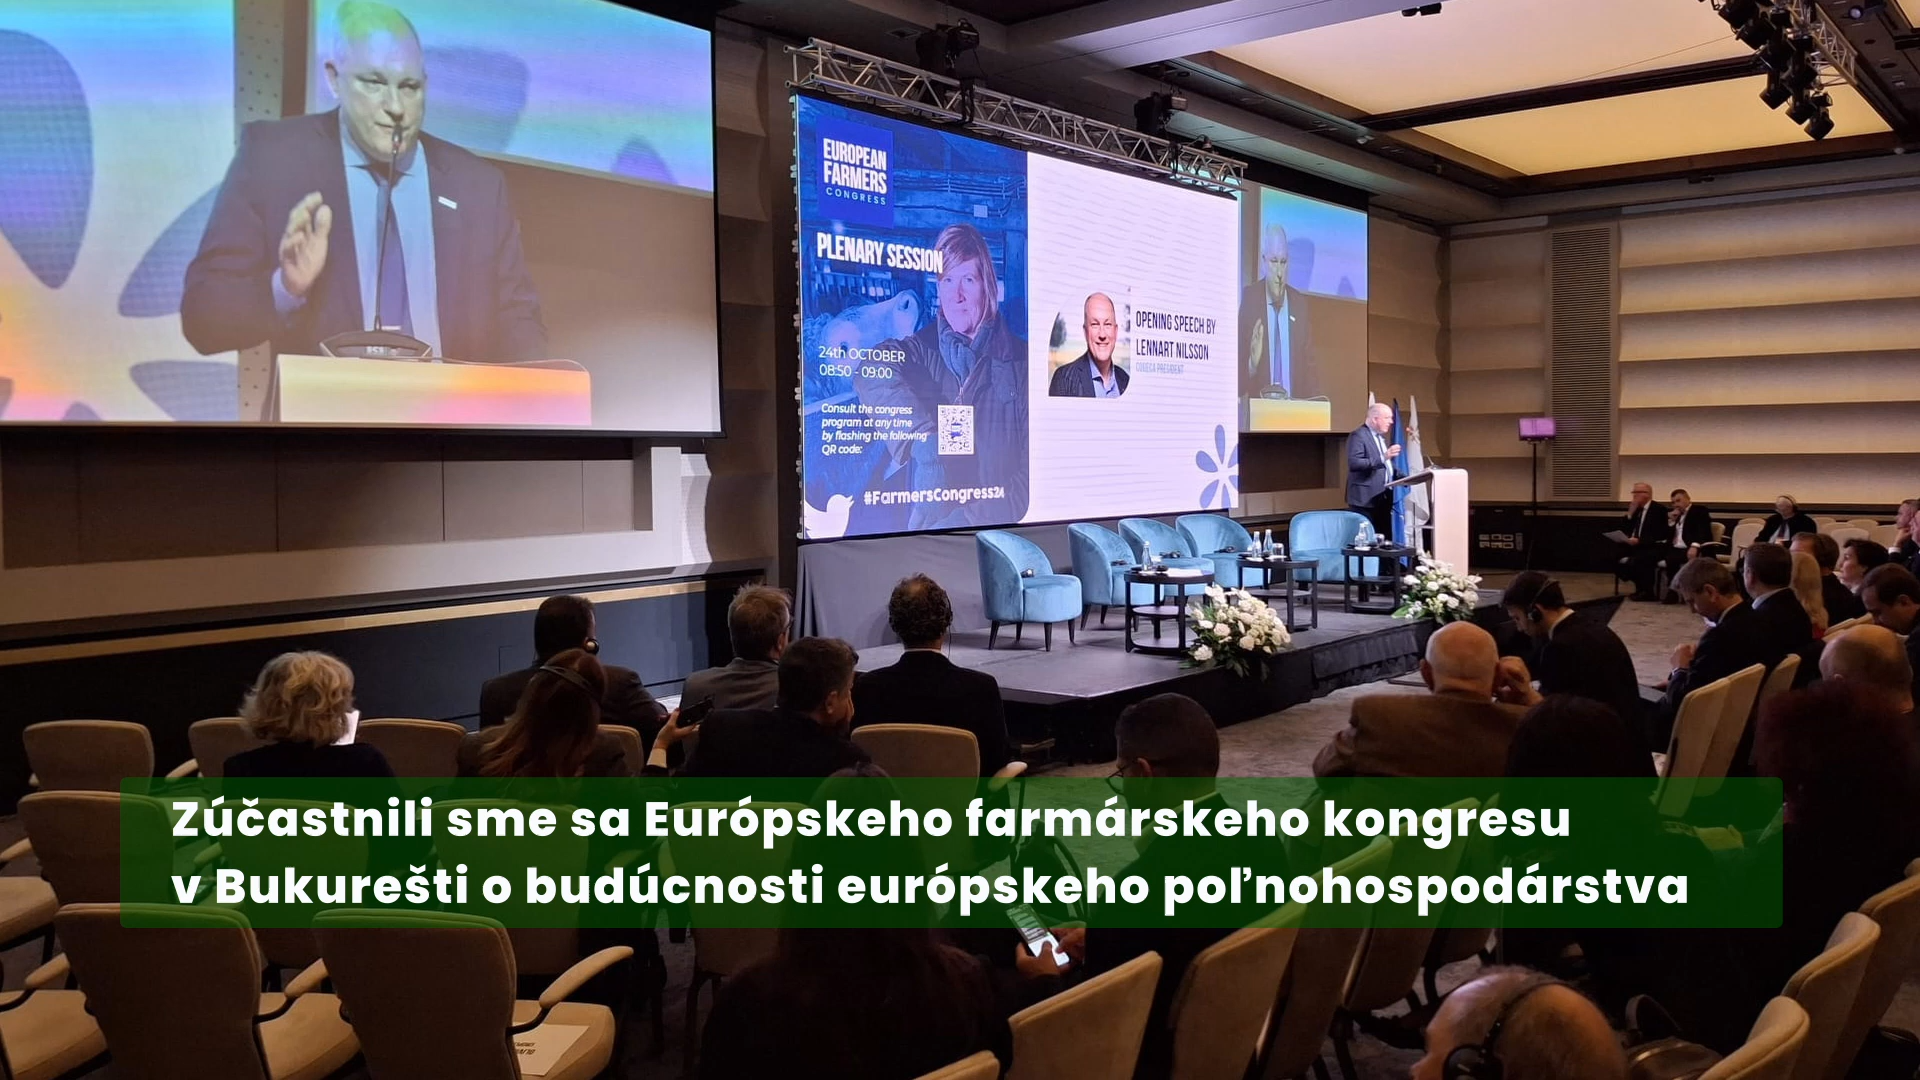 EUROPEAN
FARMERS
CONGRESS
PLENARY SESSION
24th OCTOBER
08:50 - 09:00
Consult the congress
program at any time
by flashing the following
QR code:
#FarmersCongress24
OPENING SPEECH BY
LENNART NILSSON
COGECA PRESIDENT
Zúčastnili sme sa Európskeho farmárskeho kongresu
v Bukurešti o budúcnosti európskeho poľnohospodárstva